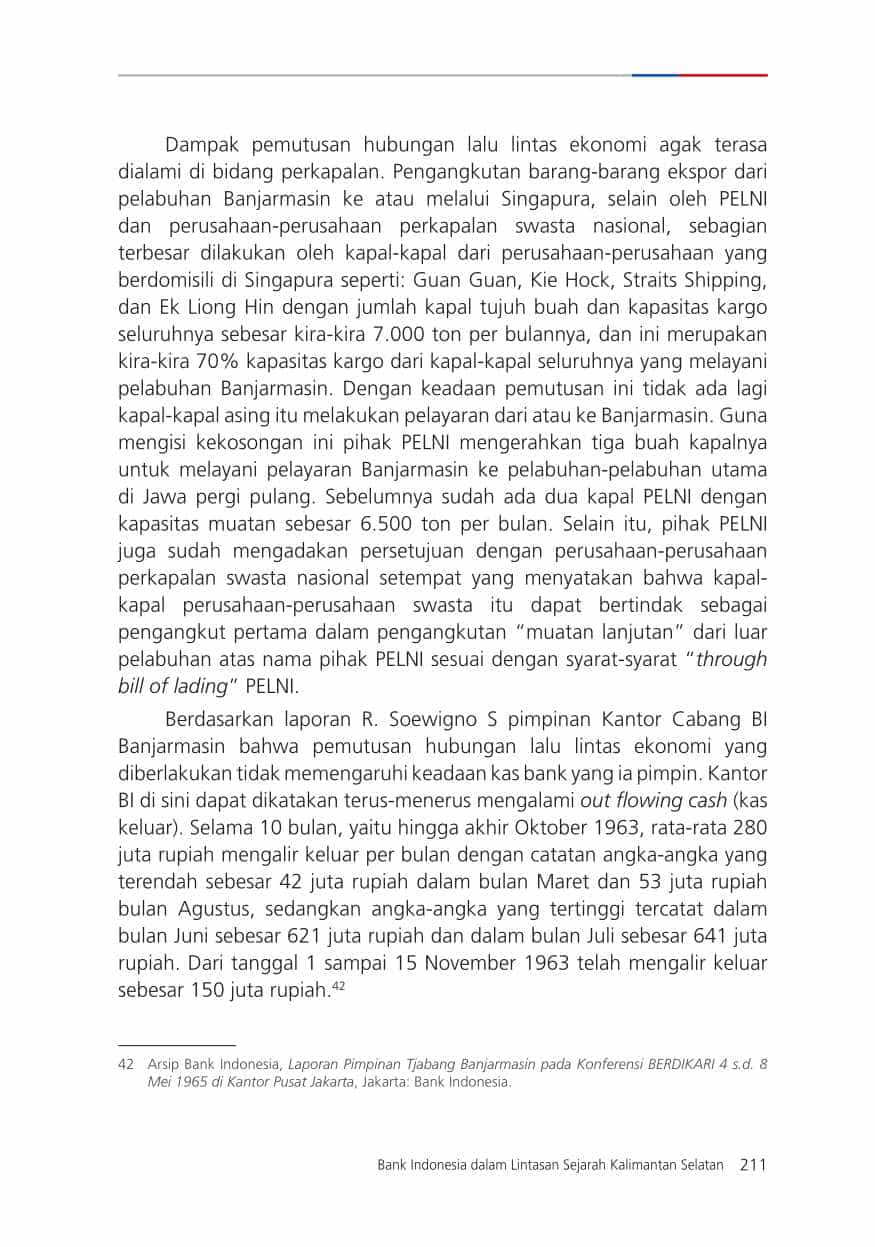 Dampak pemutusan hubungan lalu lintas ekonomi agak terasa
dialami di bidang perkapalan. Pengangkutan barang-barang ekspor dari
pelabuhan Banjarmasin ke atau melalui Singapura, selain oleh PELNI
dan perusahaan-perusahaan perkapalan swasta nasional, sebagian
terbesar dilakukan oleh kapal-kapal dari perusahaan-perusahaan yang
berdomisili di Singapura seperti: Guan Guan, Kie Hock, Straits Shipping,
dan Ek Liong Hin dengan jumlah kapal tujuh buah dan kapasitas kargo
seluruhnya sebesar kira-kira 7.000 ton per bulannya, dan ini merupakan
kira-kira 70% kapasitas kargo dari kapal-kapal seluruhnya yang melayani
pelabuhan Banjarmasin. Dengan keadaan pemutusan ini tidak ada lagi
kapal-kapal asing itu melakukan pelayaran dari atau ke Banjarmasin. Guna
mengisi kekosongan ini pihak PELNI mengerahkan tiga buah kapalnya
untuk melayani pelayaran Banjarmasin ke pelabuhan-pelabuhan utama
di Jawa pergi pulang. Sebelumnya sudah ada dua kapal PELNI dengan
kapasitas muatan sebesar 6.500 ton per bulan. Selain itu, pihak PELNI
juga sudah mengadakan persetujuan dengan perusahaan-perusahaan
perkapalan swasta nasional setempat yang menyatakan bahwa kapal-
kapal perusahaan-perusahaan swasta itu dapat bertindak sebagai
pengangkut pertama dalam pengangkutan “muatan lanjutan” dari luar
pelabuhan atas nama pihak PELNI sesuai dengan syarat-syarat “through
bill of lading” PELNI.
Berdasarkan laporan R. Soewigno S pimpinan Kantor Cabang BI
Banjarmasin bahwa pemutusan hubungan lalu lintas ekonomi yang
diberlakukan tidak memengaruhi keadaan kas bank yang ia pimpin. Kantor
BI di sini dapat dikatakan terus-menerus mengalami out flowing cash (kas
keluar). Selama 10 bulan, yaitu hingga akhir Oktober 1963, rata-rata 280
juta rupiah mengalir keluar per bulan dengan catatan angka-angka yang
terendah sebesar 42 juta rupiah dalam bulan Maret dan 53 juta rupiah
bulan Agustus, sedangkan angka-angka yang tertinggi tercatat dalam
bulan Juni sebesar 621 juta rupiah dan dalam bulan Juli sebesar 641 juta
rupiah. Dari tanggal 1 sampai 15 November 1963 telah mengalir keluar
sebesar 150 juta rupiah.42
42 Arsip Bank Indonesia, Laporan Pimpinan Tjabang Banjarmasin pada Konferensi BERDIKARI 4 s.d. 8
Mei 1965 di Kantor Pusat Jakarta, Jakarta: Bank Indonesia.
Bank Indonesia dalam Lintasan Sejarah Kalimantan Selatan 211